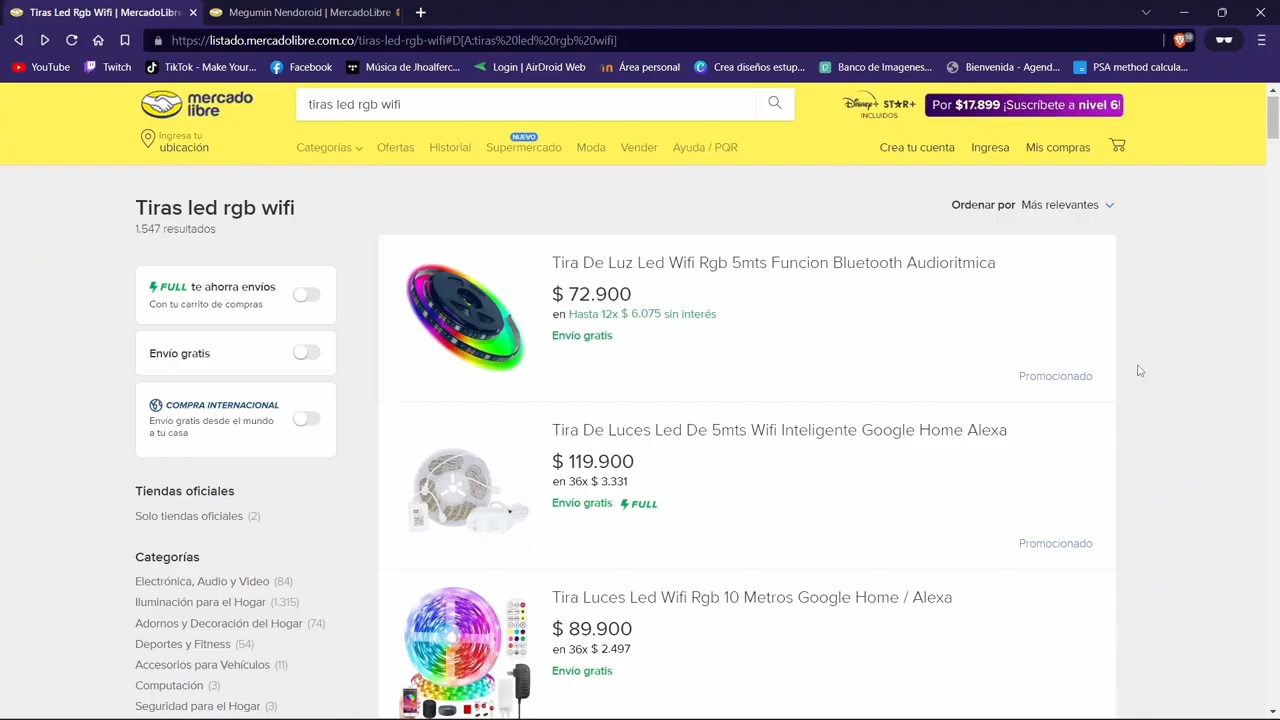 Tiras Led Rgb Wifi | MercadoLibre
Megumin Nendoroid | MercadoLibre
https://listado.mercadolibre.com.co/tiras-led-rgb-wifi#D[A:tiras%20led%20rgb%20wifi]
10
YouTube
Twitch
TikTok - Make Your...
Facebook
Música de Jhoalferc...
Login | AirDroid Web
Área personal
Cree diseños estup...
Banco de Imagenes...
Bienvenida - Agend...
PSA method calcula...
mercado
libre
tiras led rgb wifi
Disney+ STAR+
INCLUIDOS
Por $17.899 ¡Suscríbete a nivel 6!
Ingresa tu
ubicación
NUEVO
Categorías Ofertas Historial Supermercado Moda Vender Ayuda / PQR
Crea tu cuenta Ingresa Mis compras
Tiras led rgb wifi
1.547 resultados
Ordenar por Más relevantes
FULL te ahorra envíos
Con tu carrito de compras
Envío gratis
COMPRA INTERNACIONAL
Envío gratis desde el mundo
a tu casa
Tiendas oficiales
Solo tiendas oficiales (2)
Categorías
Electrónica, Audio y Video (84)
Iluminación para el Hogar (1.315)
Adornos y Decoración del Hogar (74)
Deportes y Fitness (54)
Accesorios para Vehículos (11)
Computación (3)
Seguridad para el Hogar (3)
Tira De Luz Led Wifi Rgb 5mts Funcion Bluetooth Audioritmica
$ 72.900
en Hasta 12x $ 6.075 sin interés
Envío gratis
Promocionado
Tira De Luces Led De 5mts Wifi Inteligente Google Home Alexa
$ 119.900
en 36x $ 3.331
Envío gratis FULL
Promocionado
Tira Luces Led Wifi Rgb 10 Metros Google Home / Alexa
$ 89.900
en 36x $ 2.497
Envío gratis